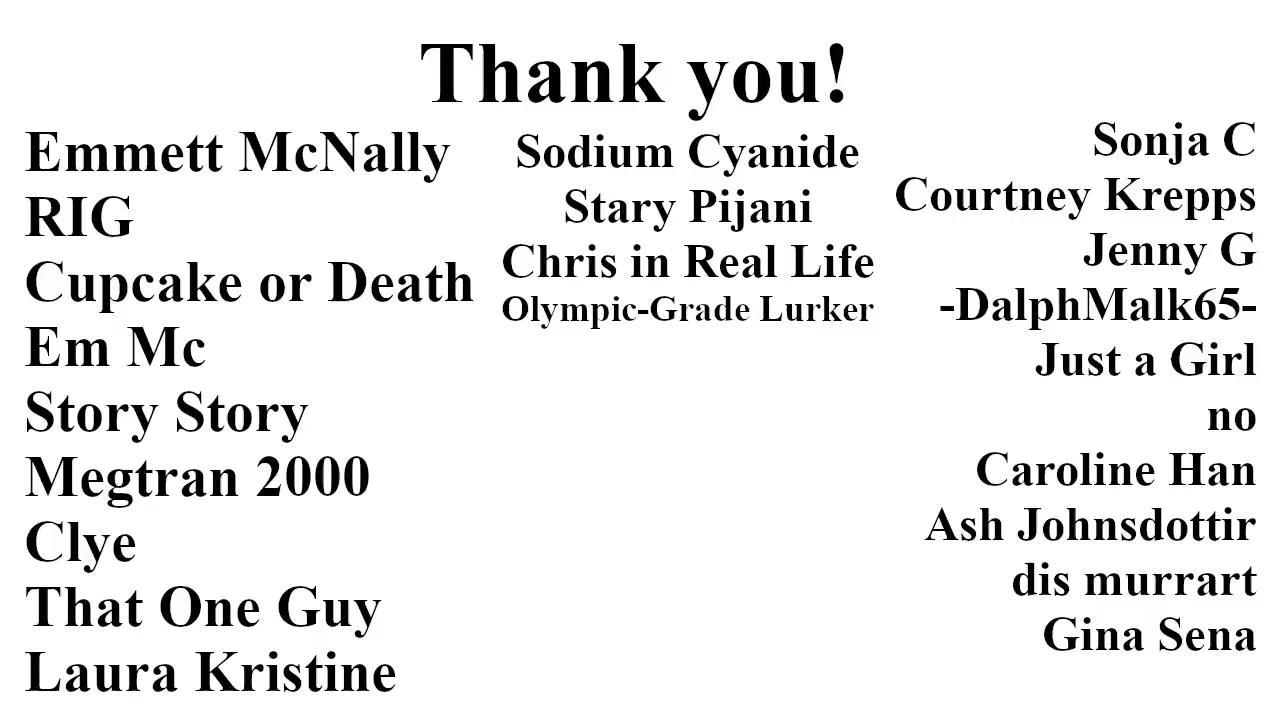 Thank you!
Emmett McNally
RIG
Cupcake or Death
Em Mc
Story Story
Megtran 2000
Clye
That One Guy
Laura Kristine
Sodium Cyanide
Stary Pijani
Chris in Real Life
Olympic-Grade Lurker
Sonja C
Courtney Krepps
Jenny G
-DalphMalk65-
Just a Girl
no
Caroline Han
Ash Johnsdottir
dis murrart
Gina Sena